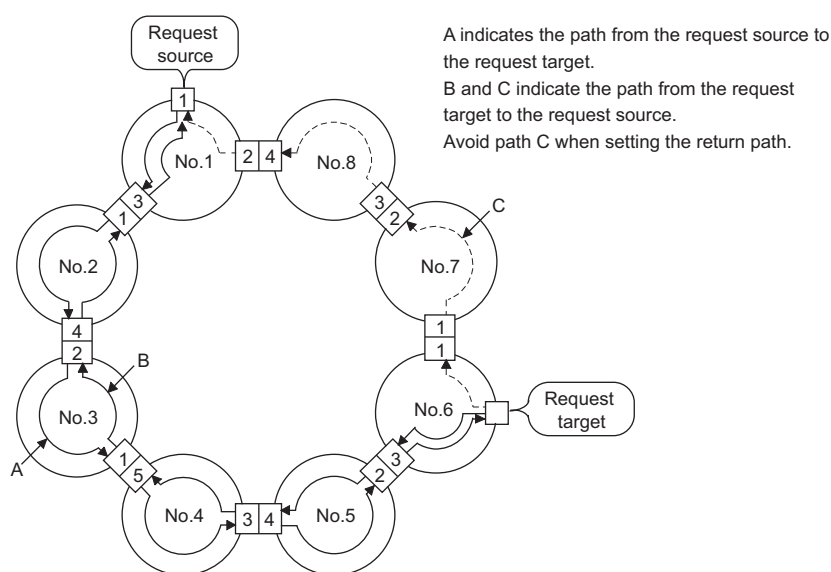 Request
source
A indicates the path from the request source to
the request target.
B and C indicate the path from the request
target to the request source.
Avoid path C when setting the return path.
1
No.1
2 4
No.8
3
1
3
2
C
No.2
No.7
4
2
1
1
B
No.3
No.6
Request
target
A
1
5
3
2
No.4
3 4
No.5